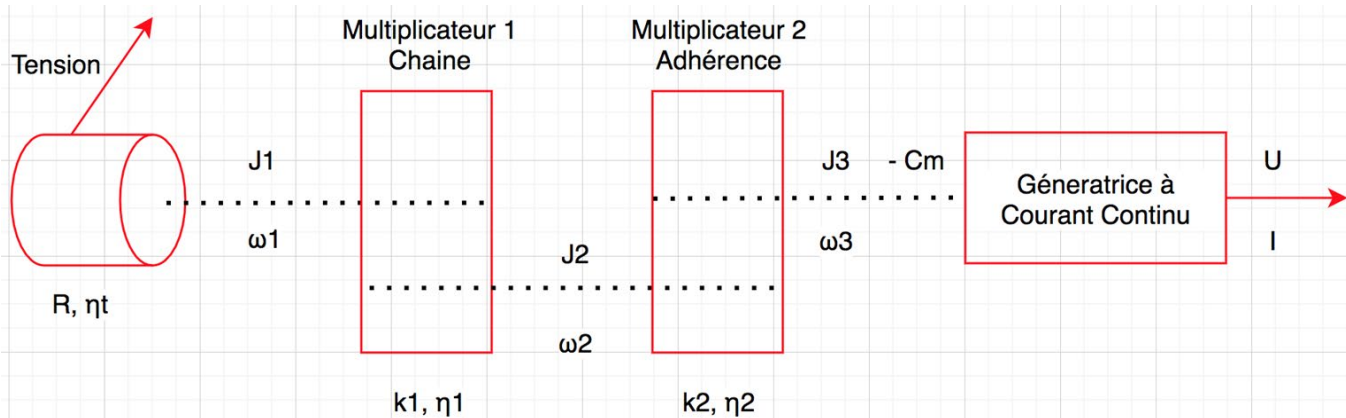 Multiplicateur 1
Chaine
Multiplicateur 2
Adhérence
Tension
J1
J3
- Cm
Géneratrice à
Courant Continu
U
ω1
J2
ω3
I
R, ηt
ω2
k1, η1
k2, η2